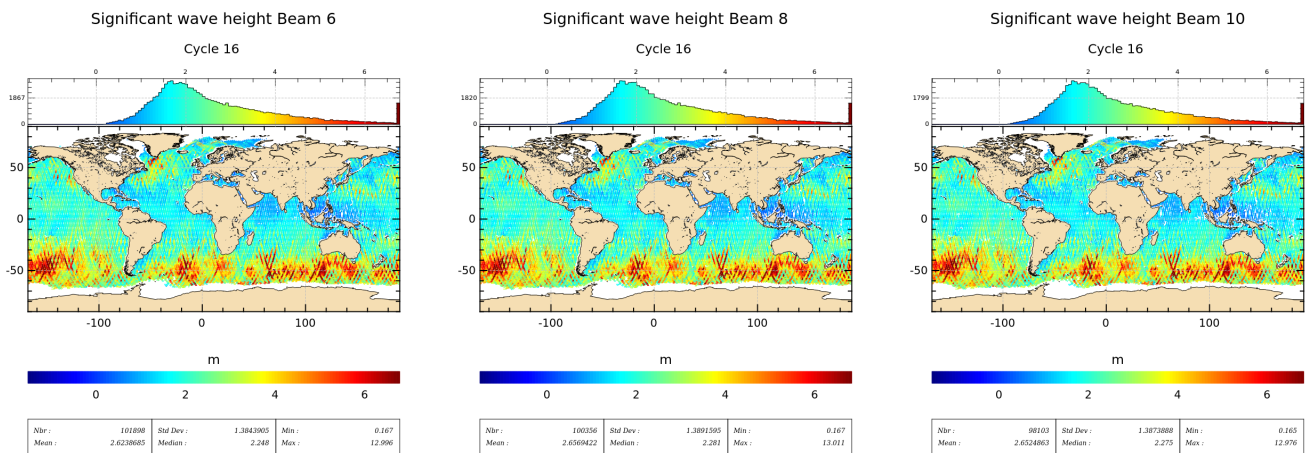 Significant wave height Beam 6
Cycle 16
0 2 4 6
1867
0
50
0
-50
-100 0 100
m
0 2 4 6
Nbr : 101898 Std Dev : 1.3843905 Min : 0.167
Mean : 2.6238685 Median : 2.248 Max : 12.996
Significant wave height Beam 8
Cycle 16
0 2 4 6
1820
0
50
0
-50
-100 0 100
m
0 2 4 6
Nbr : 100356 Std Dev : 1.3891595 Min : 0.167
Mean : 2.6569422 Median : 2.281 Max : 13.011
Significant wave height Beam 10
Cycle 16
0 2 4 6
1799
0
50
0
-50
-100 0 100
m
0 2 4 6
Nbr : 98103 Std Dev : 1.3873888 Min : 0.165
Mean : 2.6524863 Median : 2.275 Max : 12.976